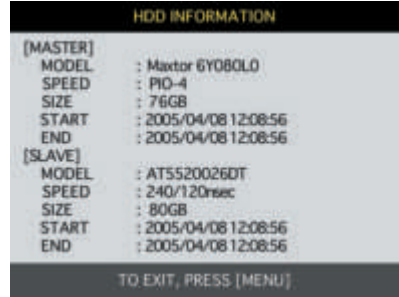 HDD INFORMATION
[MASTER]
MODEL : Maxtor 6Y080L0
SPEED : PIO-4
SIZE : 76GB
START : 2005/04/08 12:08:56
END : 2005/04/08 12:08:56
[SLAVE]
MODEL : AT5520026DT
SPEED : 240/120nsec
SIZE : 80GB
START : 2005/04/08 12:08:56
END : 2005/04/08 12:08:56
TO EXIT, PRESS [MENU]